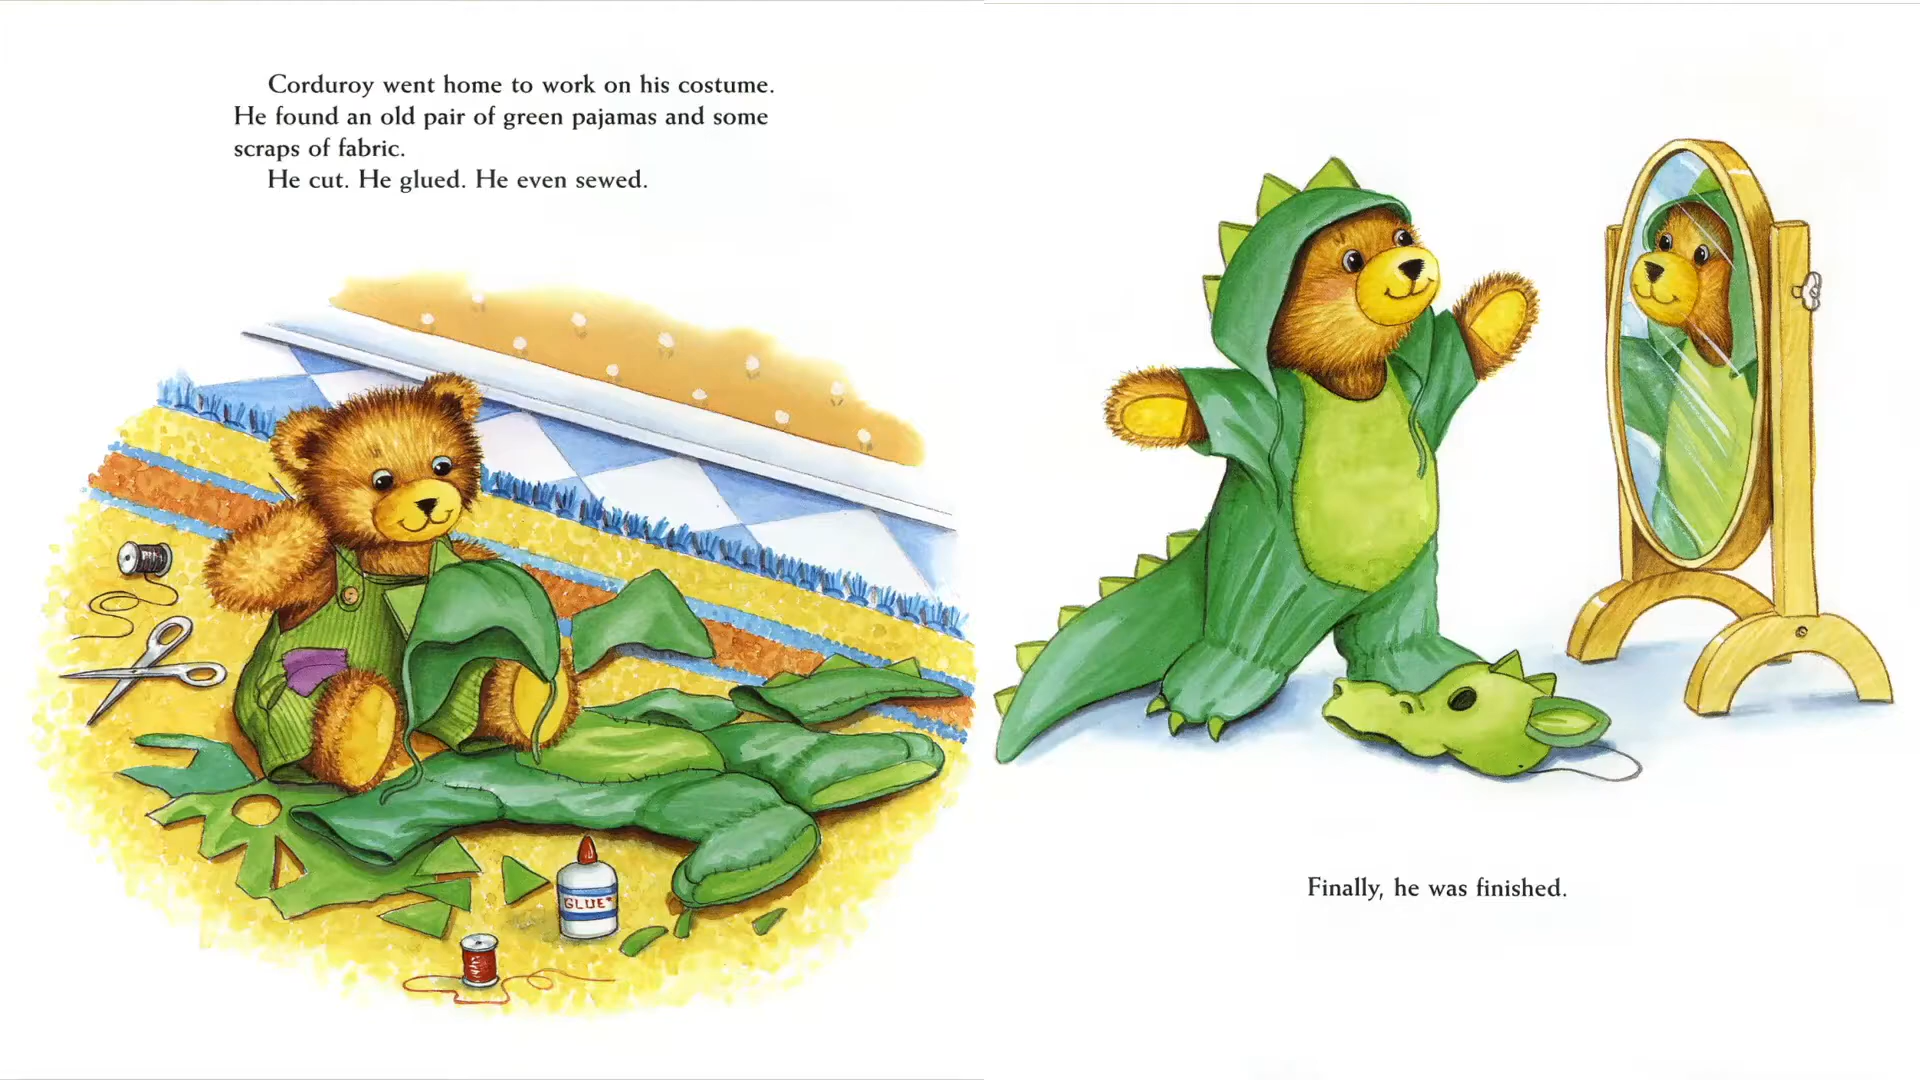 Corduroy went home to work on his costume.
He found an old pair of green pajamas and some
scraps of fabric.
He cut. He glued. He even sewed.
GLUE
Finally, he was finished.